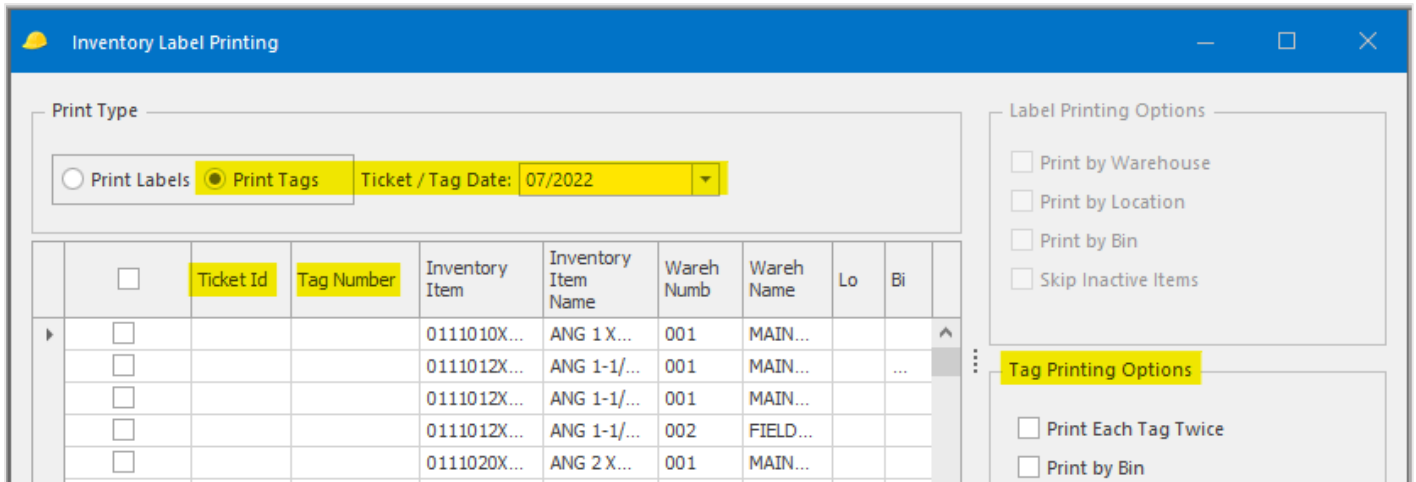 Inventory Label Printing
Print Type
Print Labels Print Tags Ticket / Tag Date: 07/2022
Label Printing Options
Print by Warehouse
Print by Location
Print by Bin
Skip Inactive Items
Ticket Id Tag Number Inventory Item Inventory Item Name Wareh Numb Wareh Name Lo Bi
0111010X... ANG 1 X... 001 MAIN...
0111012X... ANG 1-1/... 001 MAIN... ...
0111012X... ANG 1-1/... 001 MAIN...
0111012X... ANG 1-1/... 002 FIELD...
0111020X... ANG 2 X... 001 MAIN...
Tag Printing Options
Print Each Tag Twice
Print by Bin